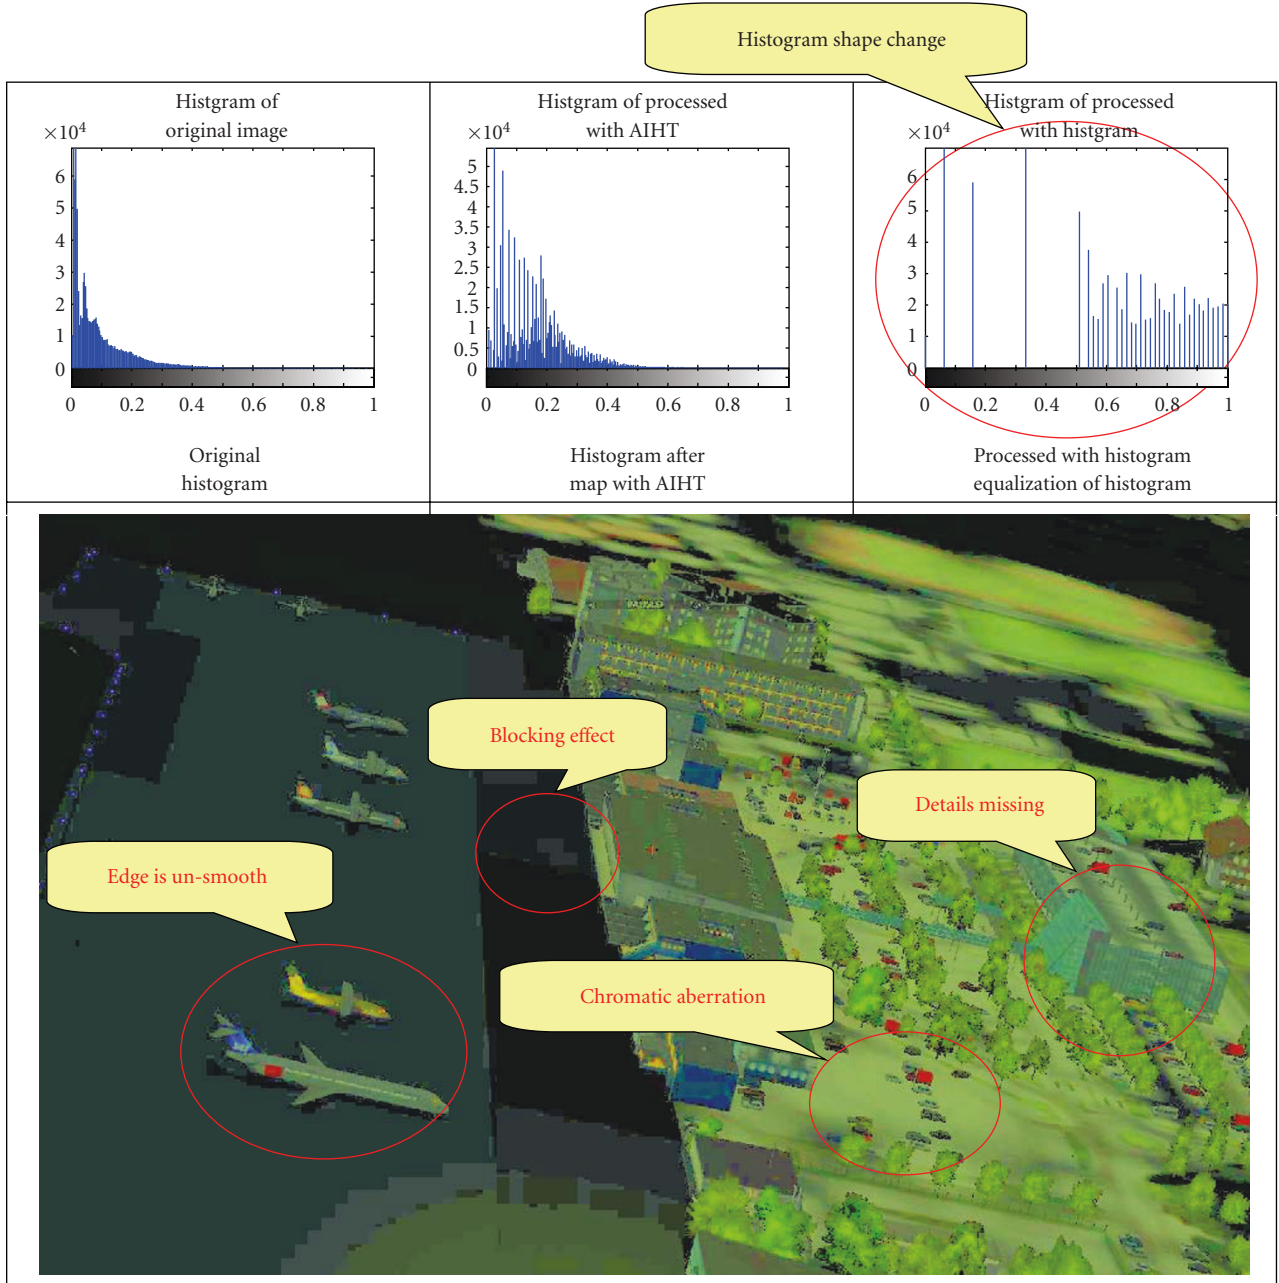 Histogram shape change
Histgram of
original image
×10⁴
6
5
4
3
2
1
0
0 0.2 0.4 0.6 0.8 1
Original
histogram
Histgram of processed
with AIHT
×10⁴
5
4.5
4
3.5
3
2.5
2
1.5
1
0.5
0
0 0.2 0.4 0.6 0.8 1
Histogram after
map with AIHT
Histgram of processed
with histgram
×10⁴
6
5
4
3
2
1
0
0 0.2 0.4 0.6 0.8 1
Processed with histogram
equalization of histogram
Blocking effect
Details missing
Edge is un-smooth
Chromatic aberration